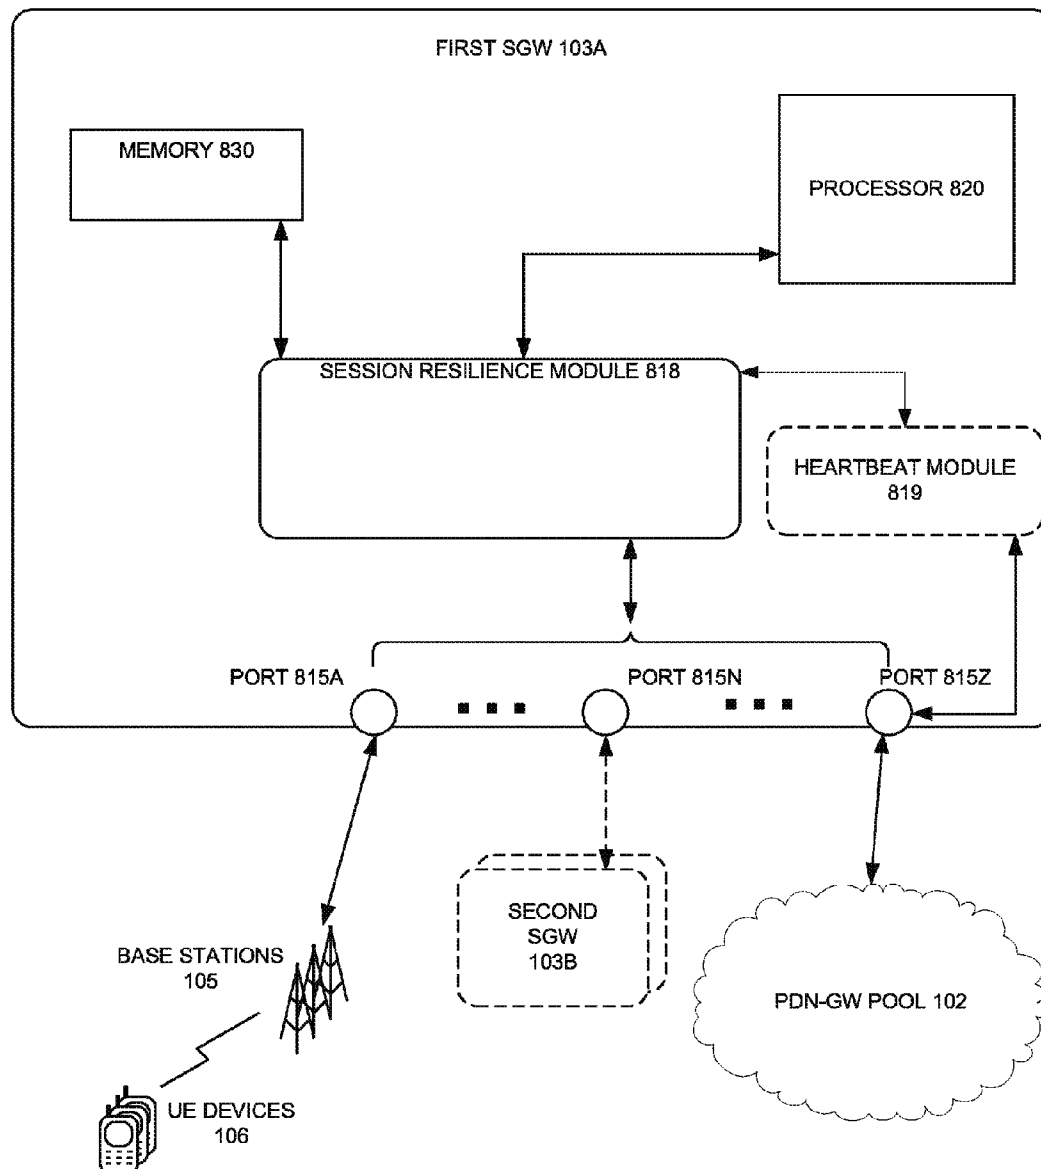 FIRST SGW 103A
MEMORY 830
PROCESSOR 820
SESSION RESILIENCE MODULE 818
HEARTBEAT MODULE
819
PORT 815A
PORT 815N
PORT 815Z
SECOND
SGW
103B
BASE STATIONS
105
PDN-GW POOL 102
UE DEVICES
106